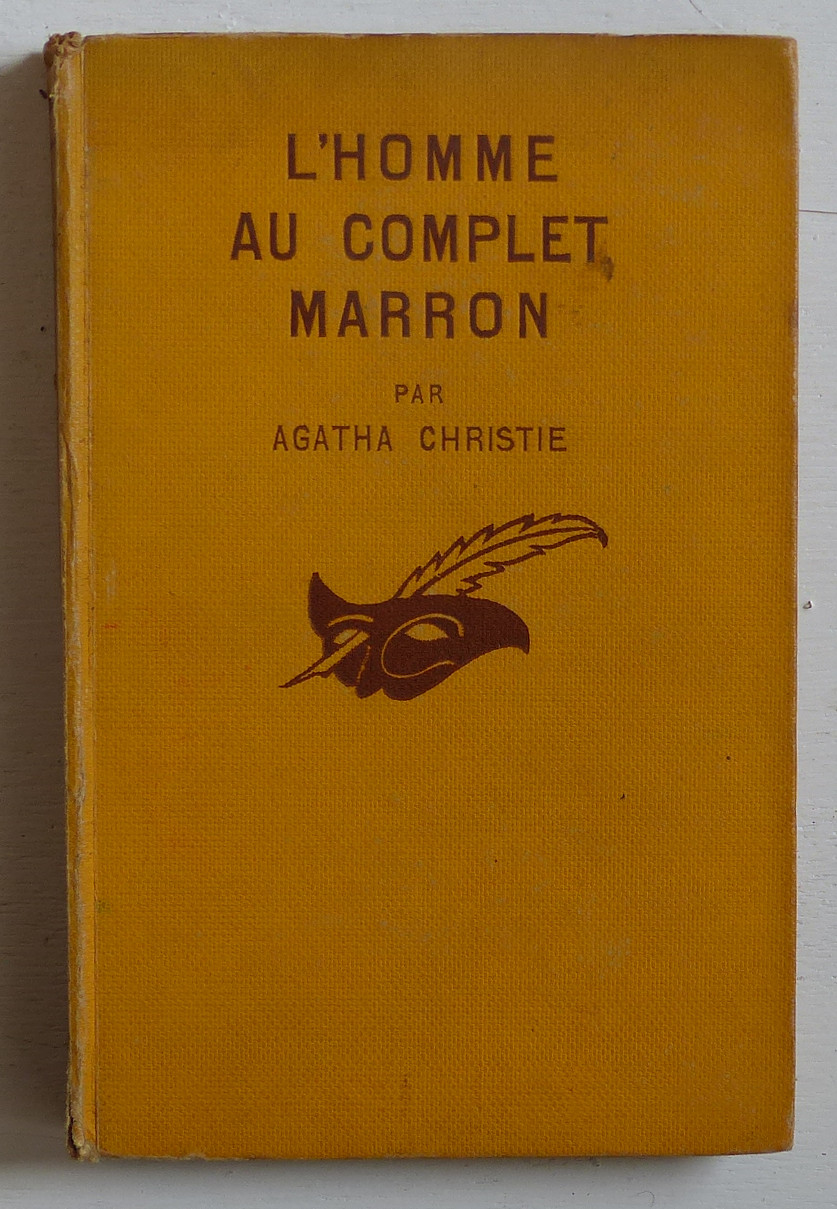 L'HOMME
AU COMPLET
MARRON
PAR
AGATHA CHRISTIE